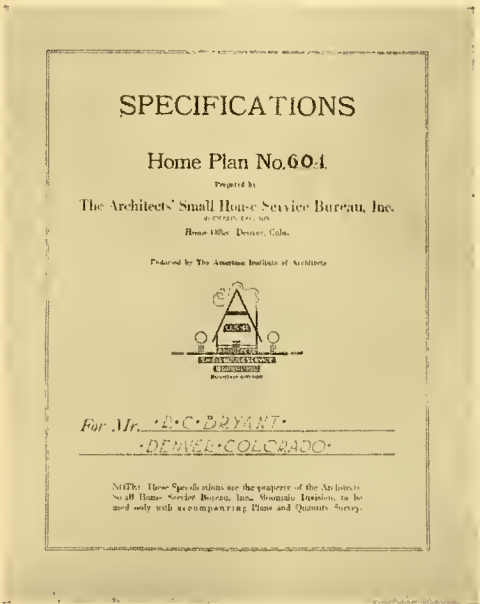 SPECIFICATIONS
Home Plan No. 601
Prepared by
The Architects' Small House Service Bureau, Inc.
Home Office Denver, Colo.
Endorsed by The American Institute of Architects
For Mr. D·C·BRYANT·
·DENVER·COLORADO·
NOTE: These Specifications are the property of the Architects
Small House Service Bureau, Inc., Mountain Division, to be
used only with accompanying Plans and Quantity Survey.